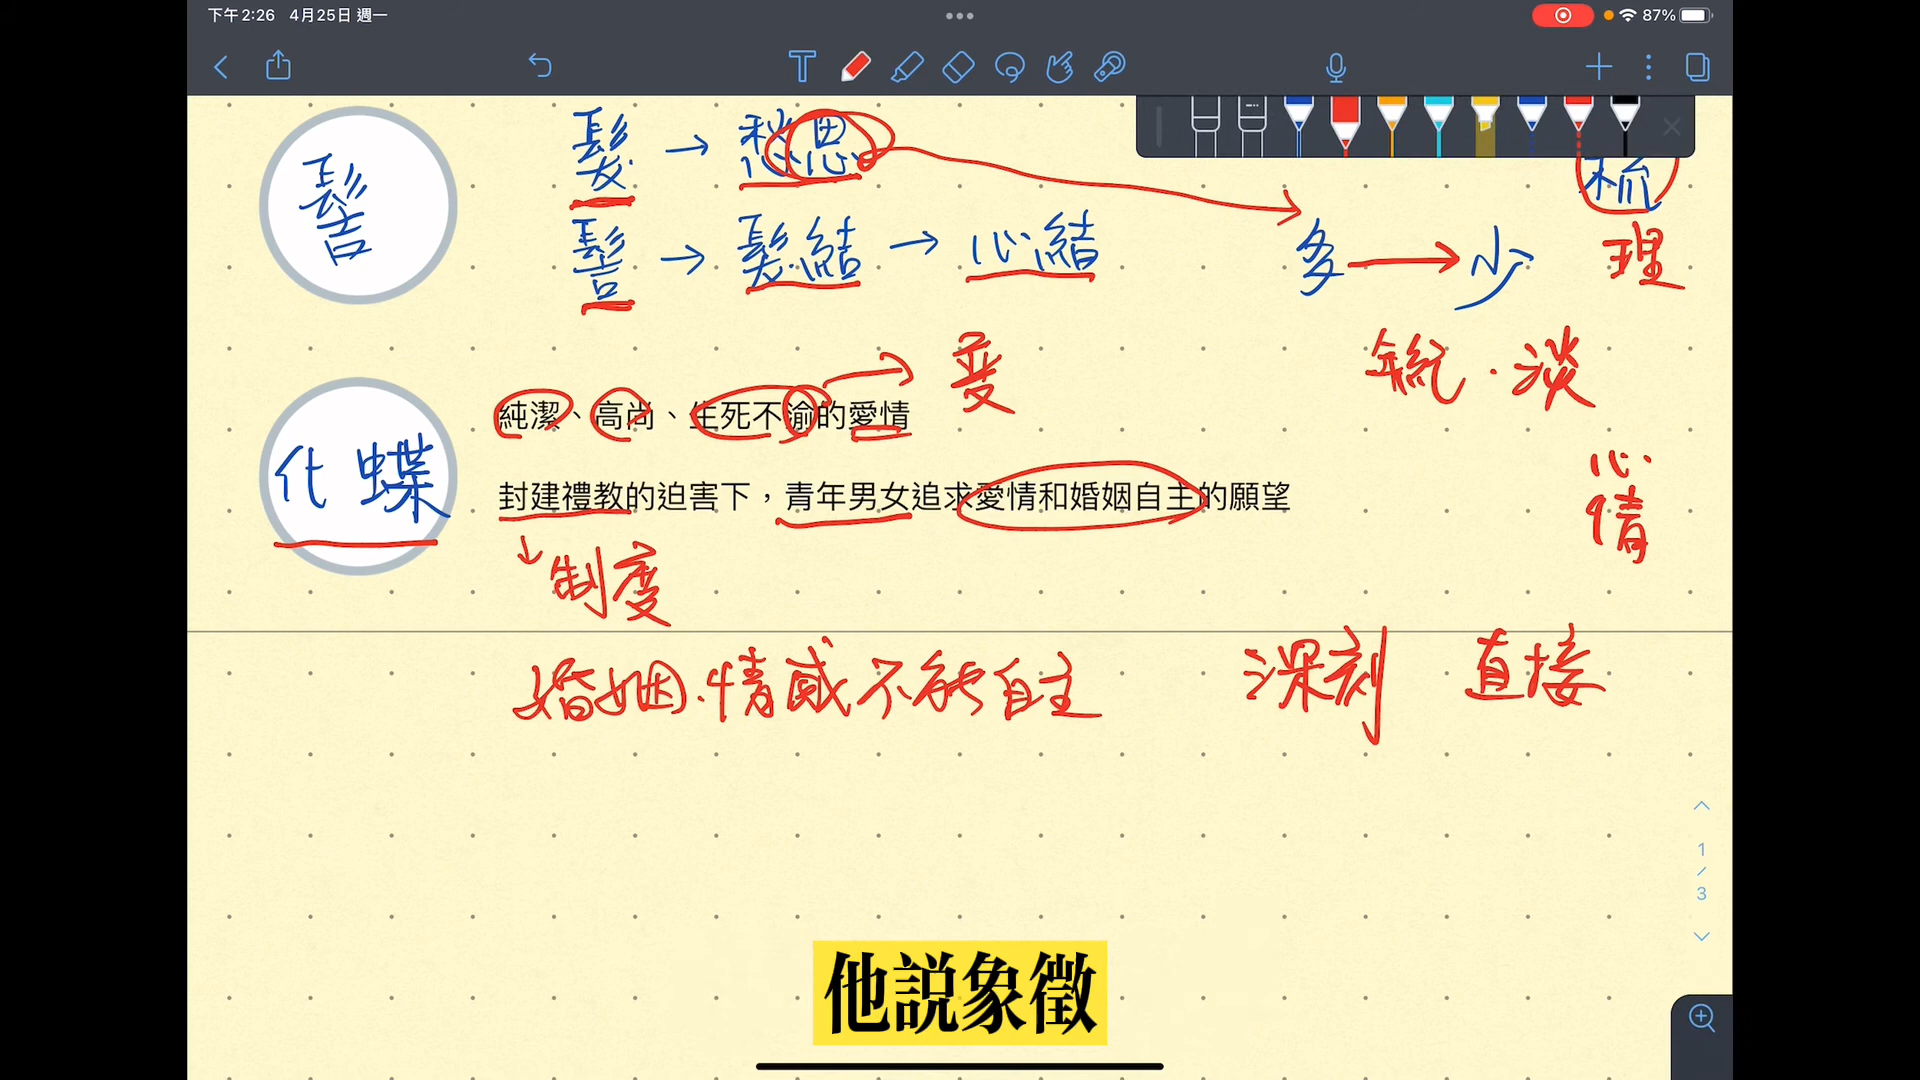 下午2:26 4月25日 週一
87%
髻
髮 → 愁思
髻 → 髮結 → 心結
多 → 少
梳
理
年紀·淡
心情
化蝶
變
純潔、高尚、生死不渝的愛情
封建禮教的迫害下，青年男女追求愛情和婚姻自主的願望
制度
婚姻.情感不能自主
深刻 直接
1/3
他説象徵